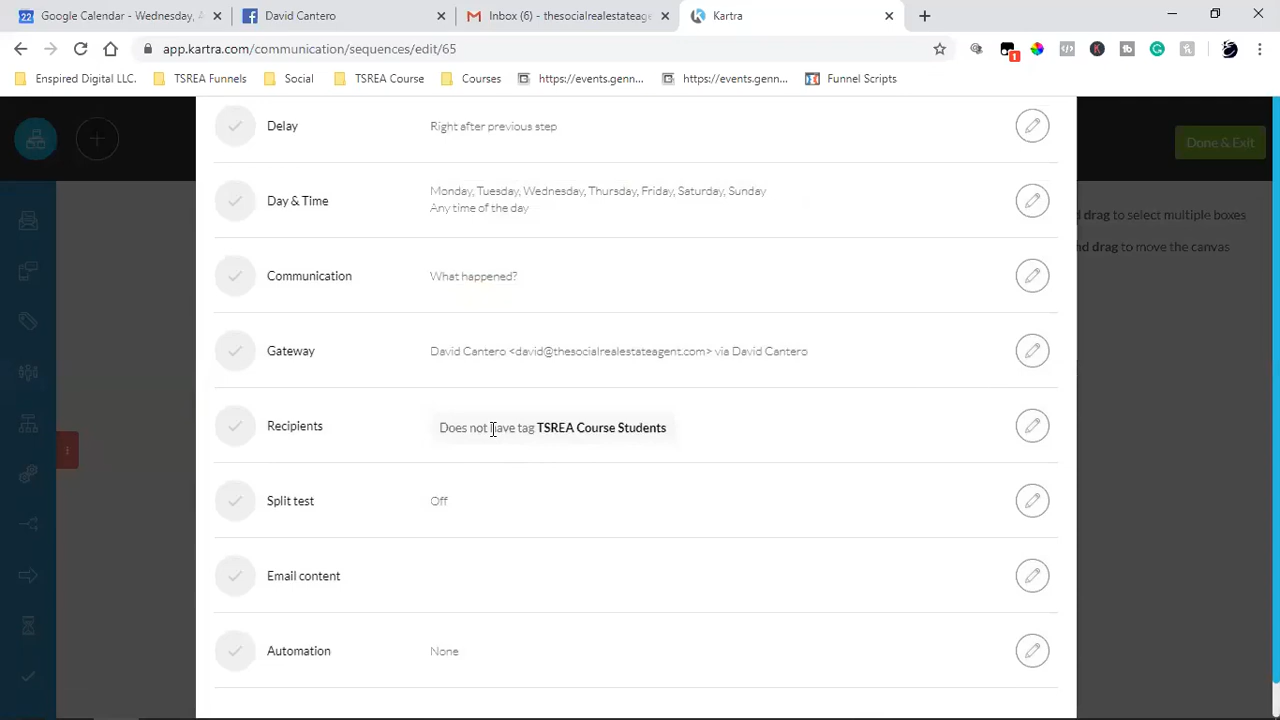 22 Google Calendar - Wednesday, A
David Cantero
Inbox (6) - thesocialrealestateage
Kartra
app.kartra.com/communication/sequences/edit/65
1
Enspired Digital LLC.
TSREA Funnels
Social
TSREA Course
Courses
https://events.genn...
https://events.genn...
Funnel Scripts
Done & Exit
Delay
Right after previous step
Day & Time
Monday, Tuesday, Wednesday, Thursday, Friday, Saturday, Sunday
Any time of the day
d drag to select multiple boxes
nd drag to move the canvas
Communication
What happened?
Gateway
David Cantero <david@thesocialrealestateagent.com> via David Cantero
Recipients
Does not have tag TSREA Course Students
Split test
Off
Email content
Automation
None